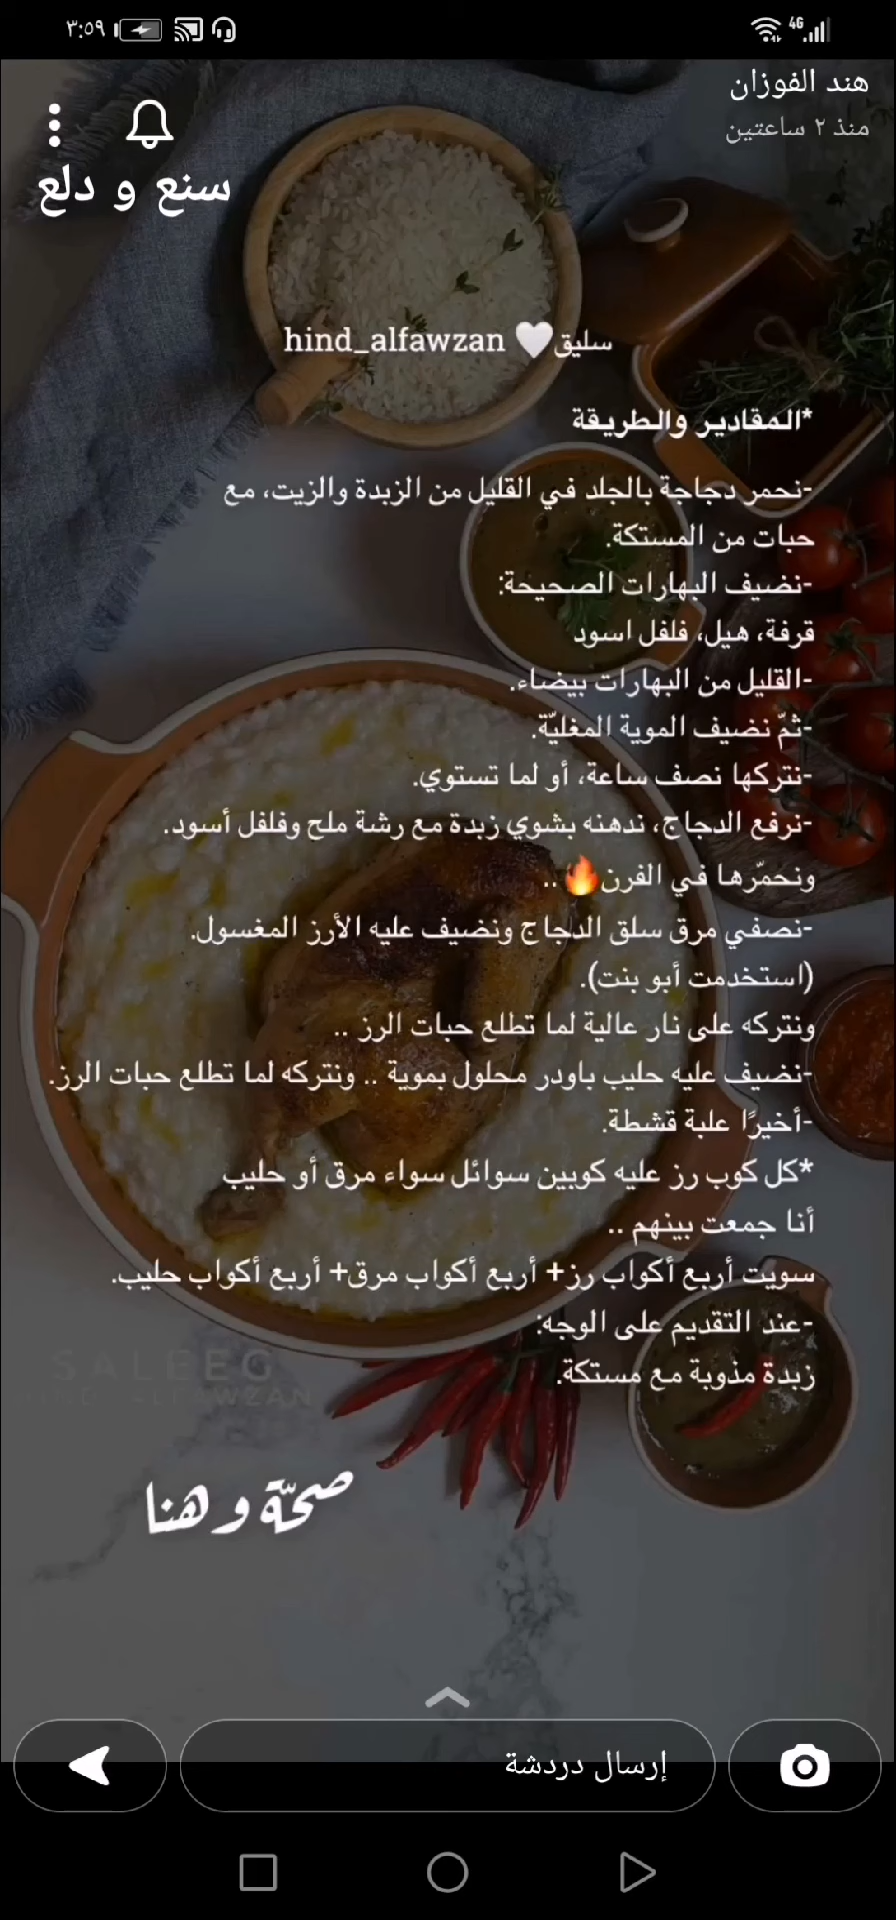 ٣:٥٩
4G
هند الفوزان
منذ ٢ ساعتين
سنع و دلع
سليق🤍 hind_alfawzan
*المقادير والطريقة
-نحمر دجاجة بالجلد في القليل من الزبدة والزيت، مع
حبات من المستكة.
-نضيف البهارات الصحيحة:
قرفة، هيل، فلفل اسود
-القليل من البهارات بيضاء.
-ثمّ نضيف الموية المغليّة.
-نتركها نصف ساعة، أو لما تستوي.
-نرفع الدجاج، ندهنه بشوي زبدة مع رشة ملح وفلفل أسود.
ونحمّرها في الفرن🔥..
-نصفي مرق سلق الدجاج ونضيف عليه الأرز المغسول.
(استخدمت أبو بنت).
ونتركه على نار عالية لما تطلع حبات الرز ..
-نضيف عليه حليب باودر محلول بموية .. ونتركه لما تطلع حبات الرز.
-أخيرًا علبة قشطة.
*كل كوب رز عليه كوبين سوائل سواء مرق أو حليب
أنا جمعت بينهم ..
سويت أربع أكواب رز+ أربع أكواب مرق+ أربع أكواب حليب.
-عند التقديم على الوجه:
زبدة مذوبة مع مستكة.
SALEEG
ALFAWZAN
صحّة و هنا
إرسال دردشة